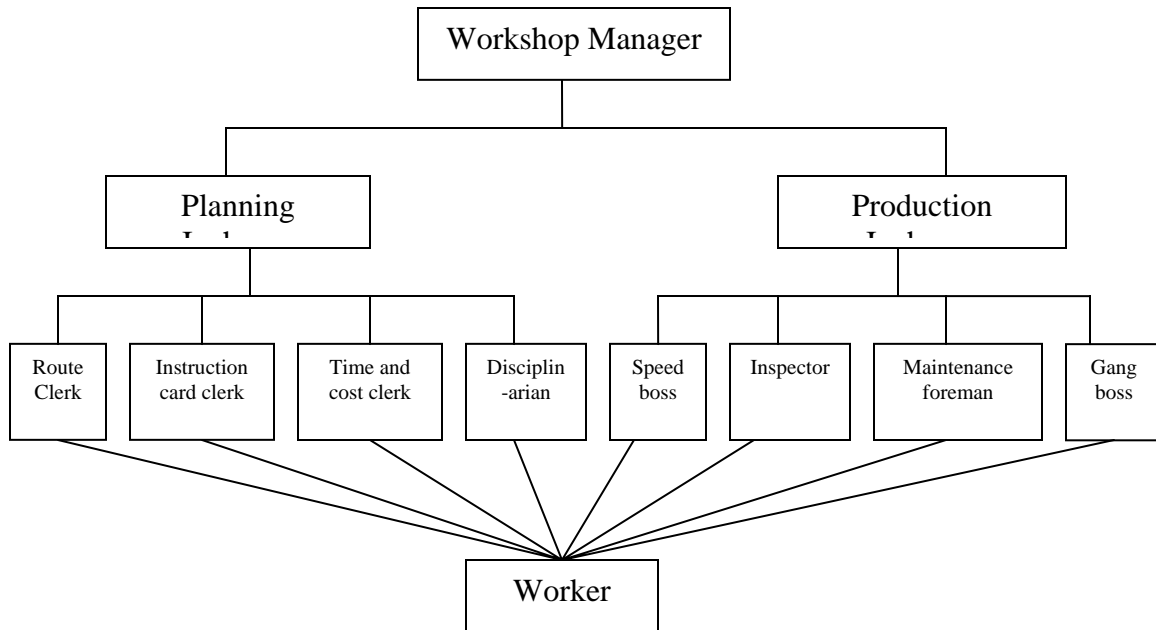 Workshop Manager
Planning
Production
Route
Clerk
Instruction
card clerk
Time and
cost clerk
Disciplin
-arian
Speed
boss
Inspector
Maintenance
foreman
Gang
boss
Worker